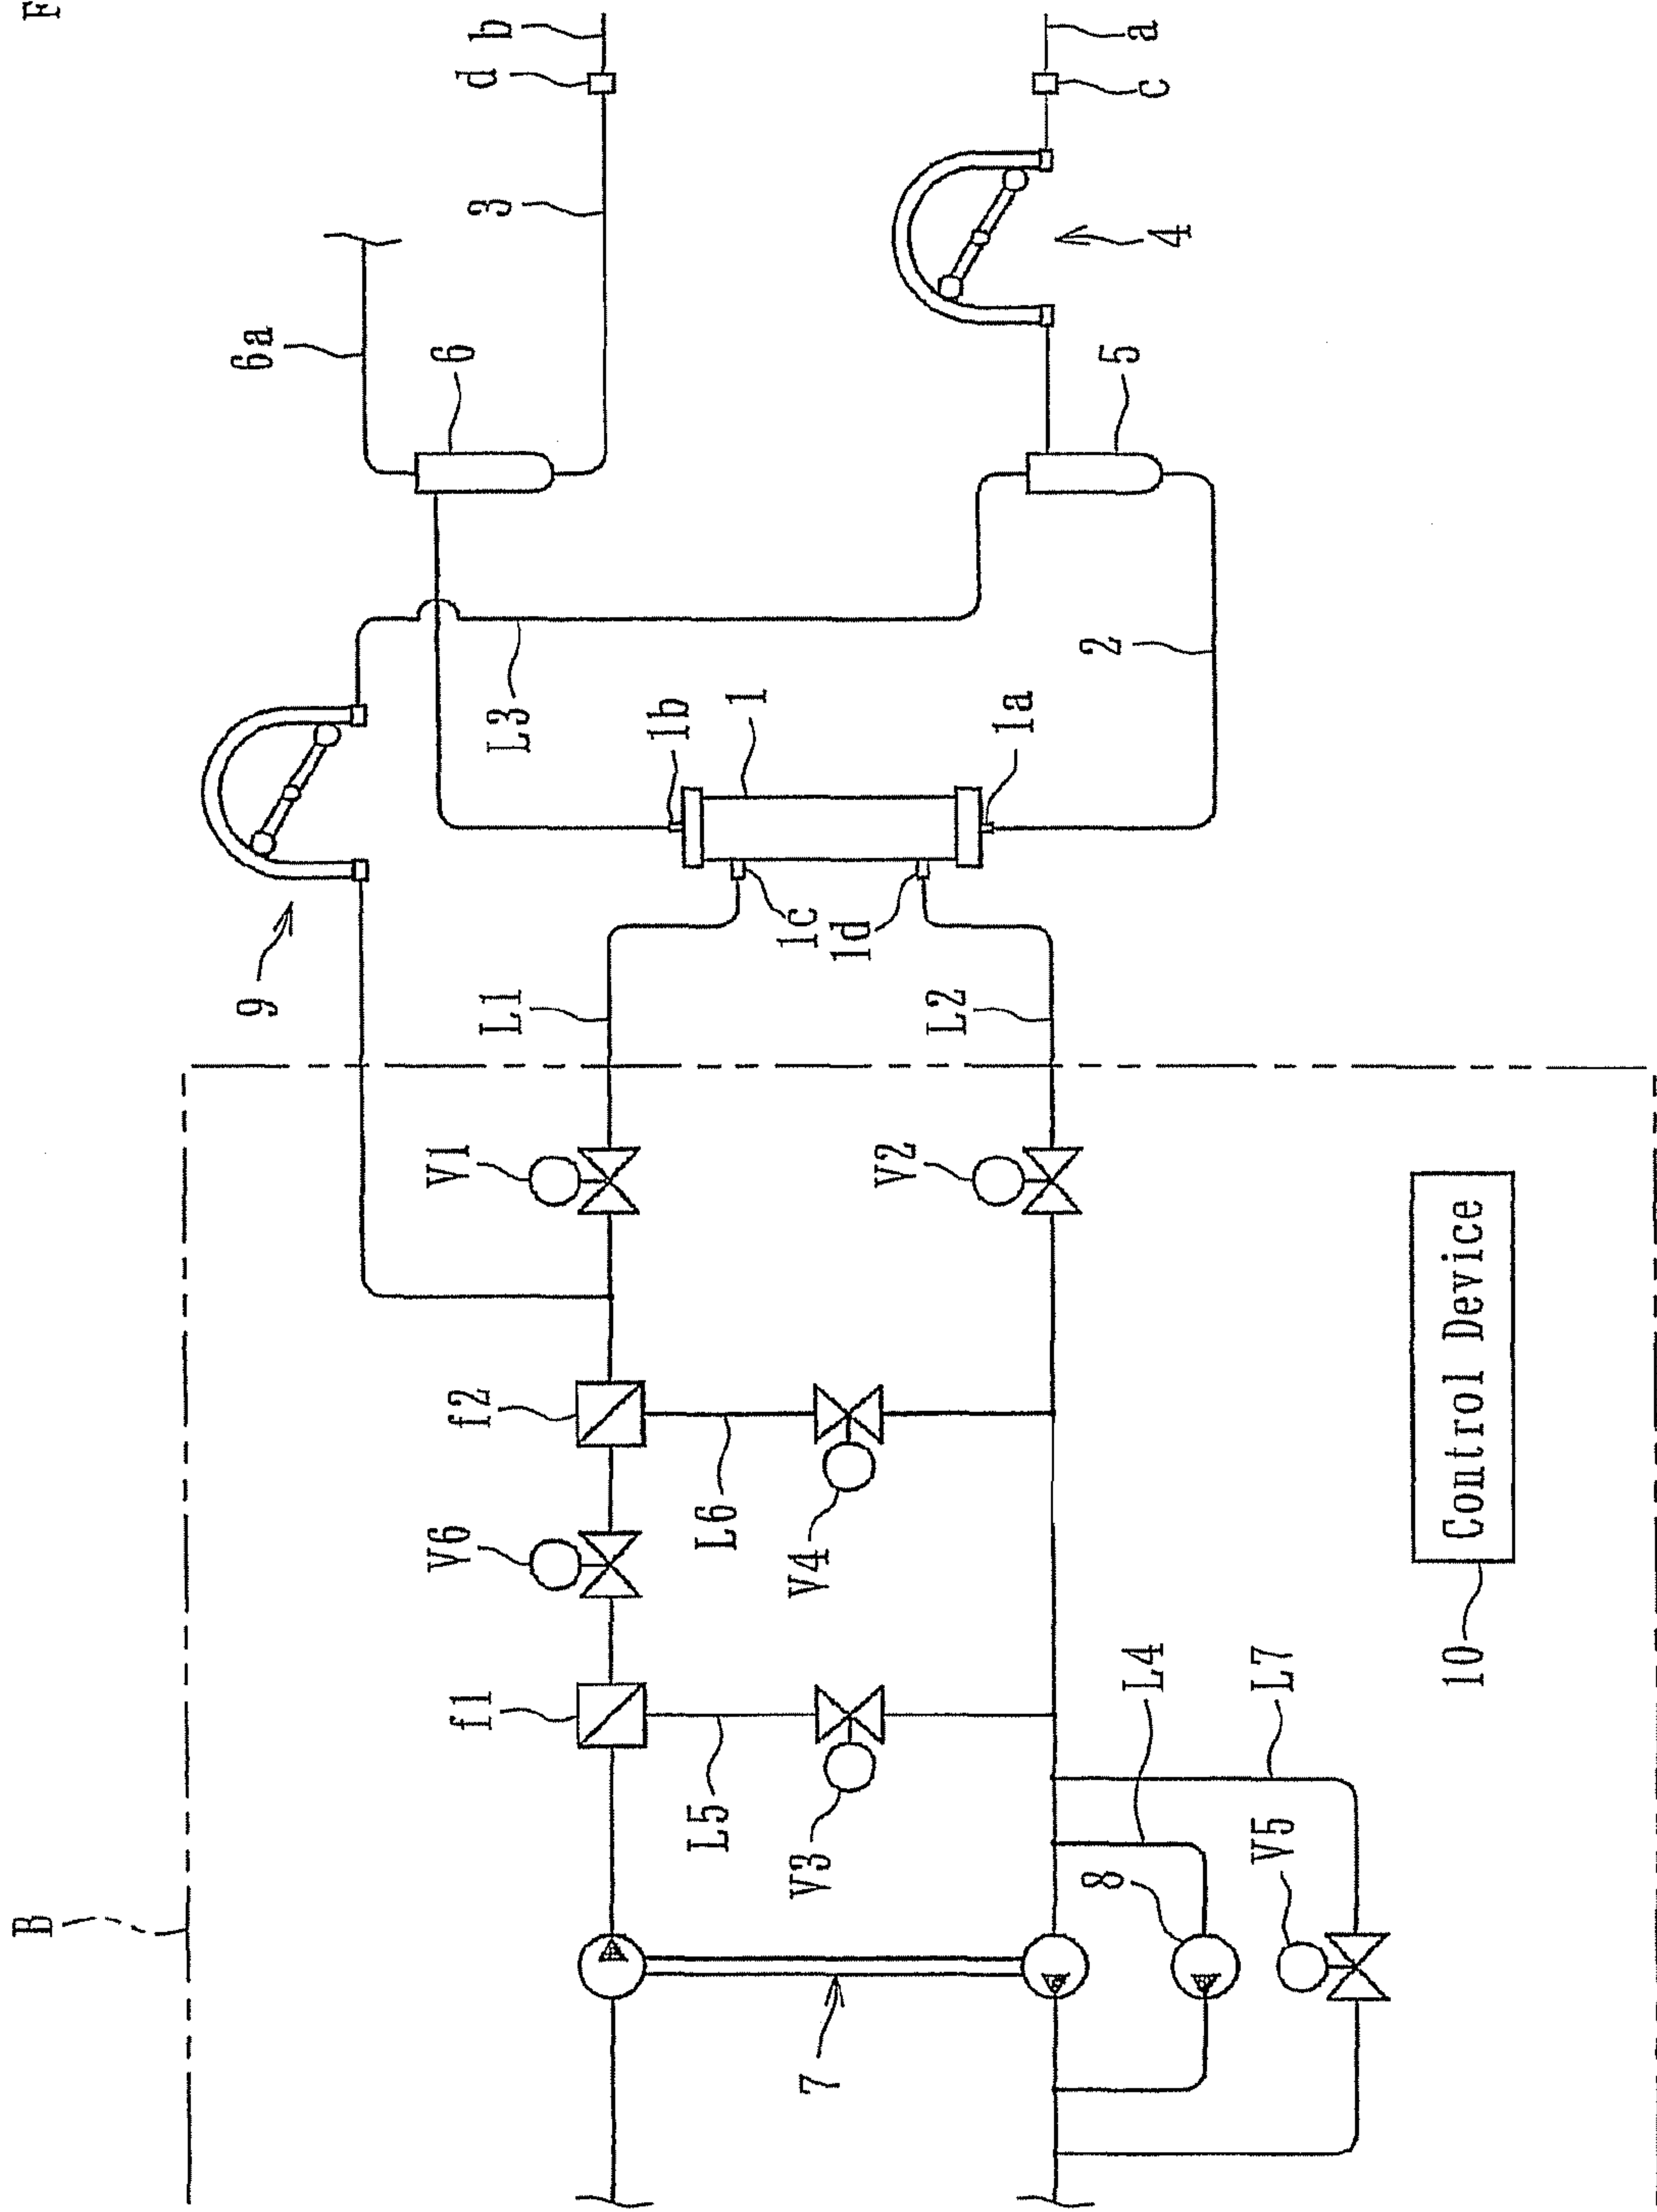 F
B
9
6a
f1
V6
f2
V1
6
d
b
L1
L3
3
1b
L5
L6
1
7
V3
V4
1c
1d
V2
L2
1a
8
2
5
L4
4
c
a
V5
L7
10
Control Device